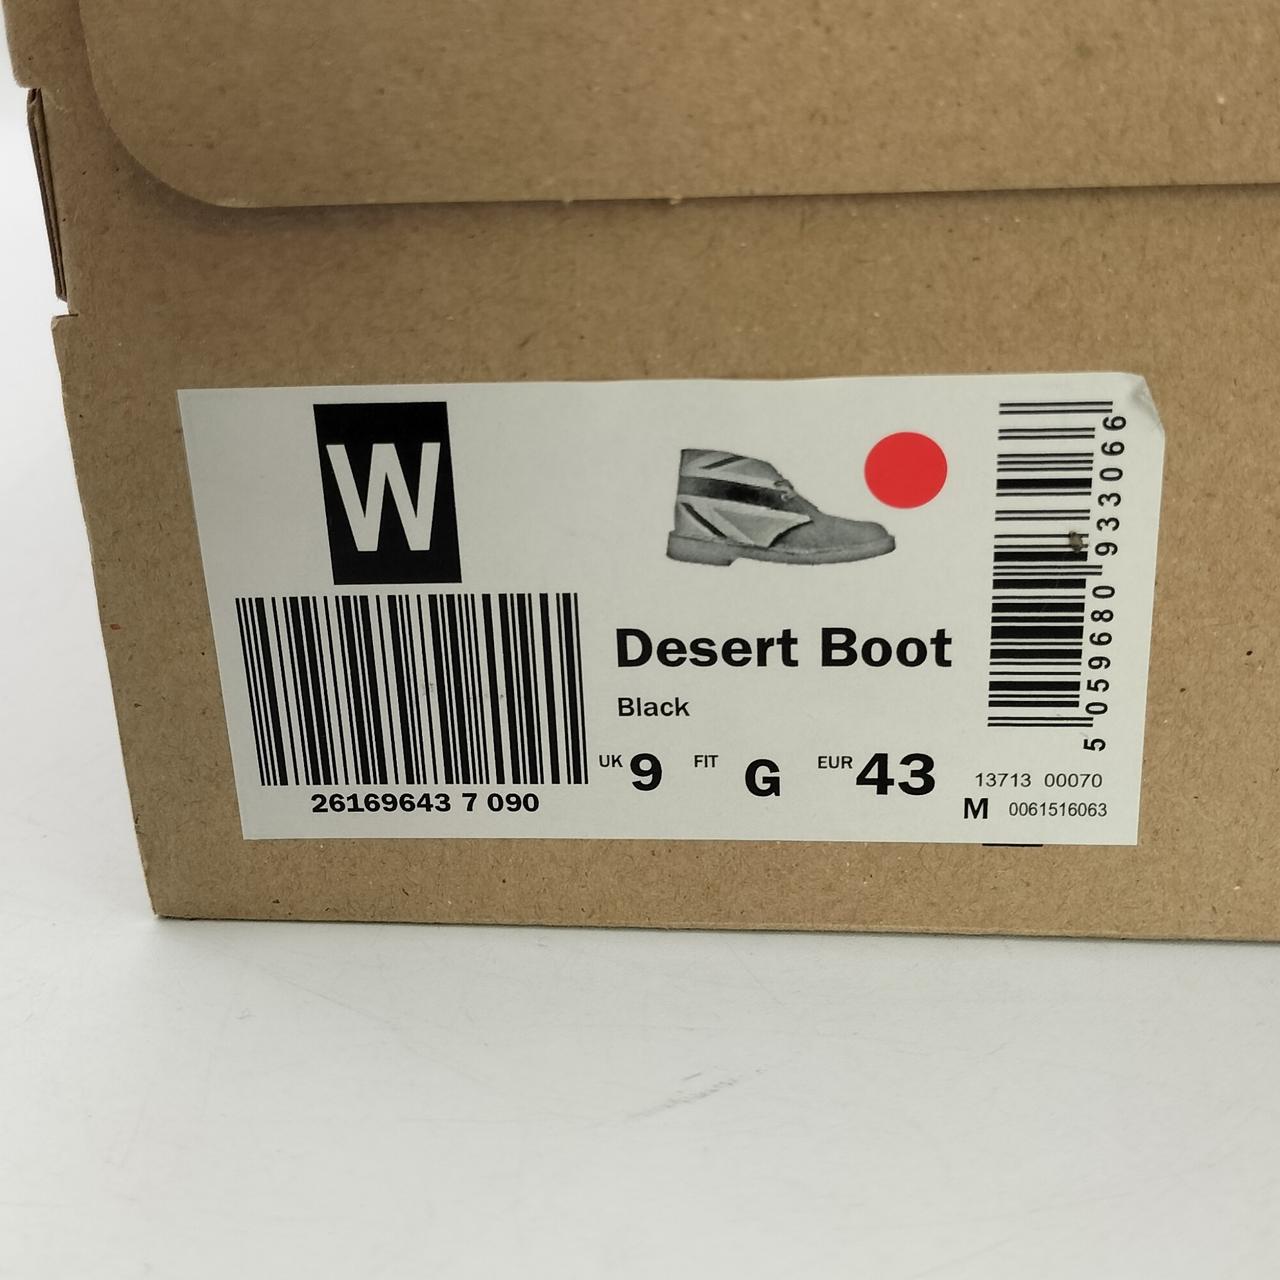 W
Desert Boot
Black
UK 9 FIT G EUR 43
26169643 7 090
5 059680 933066
13713 00070
M 0061516063